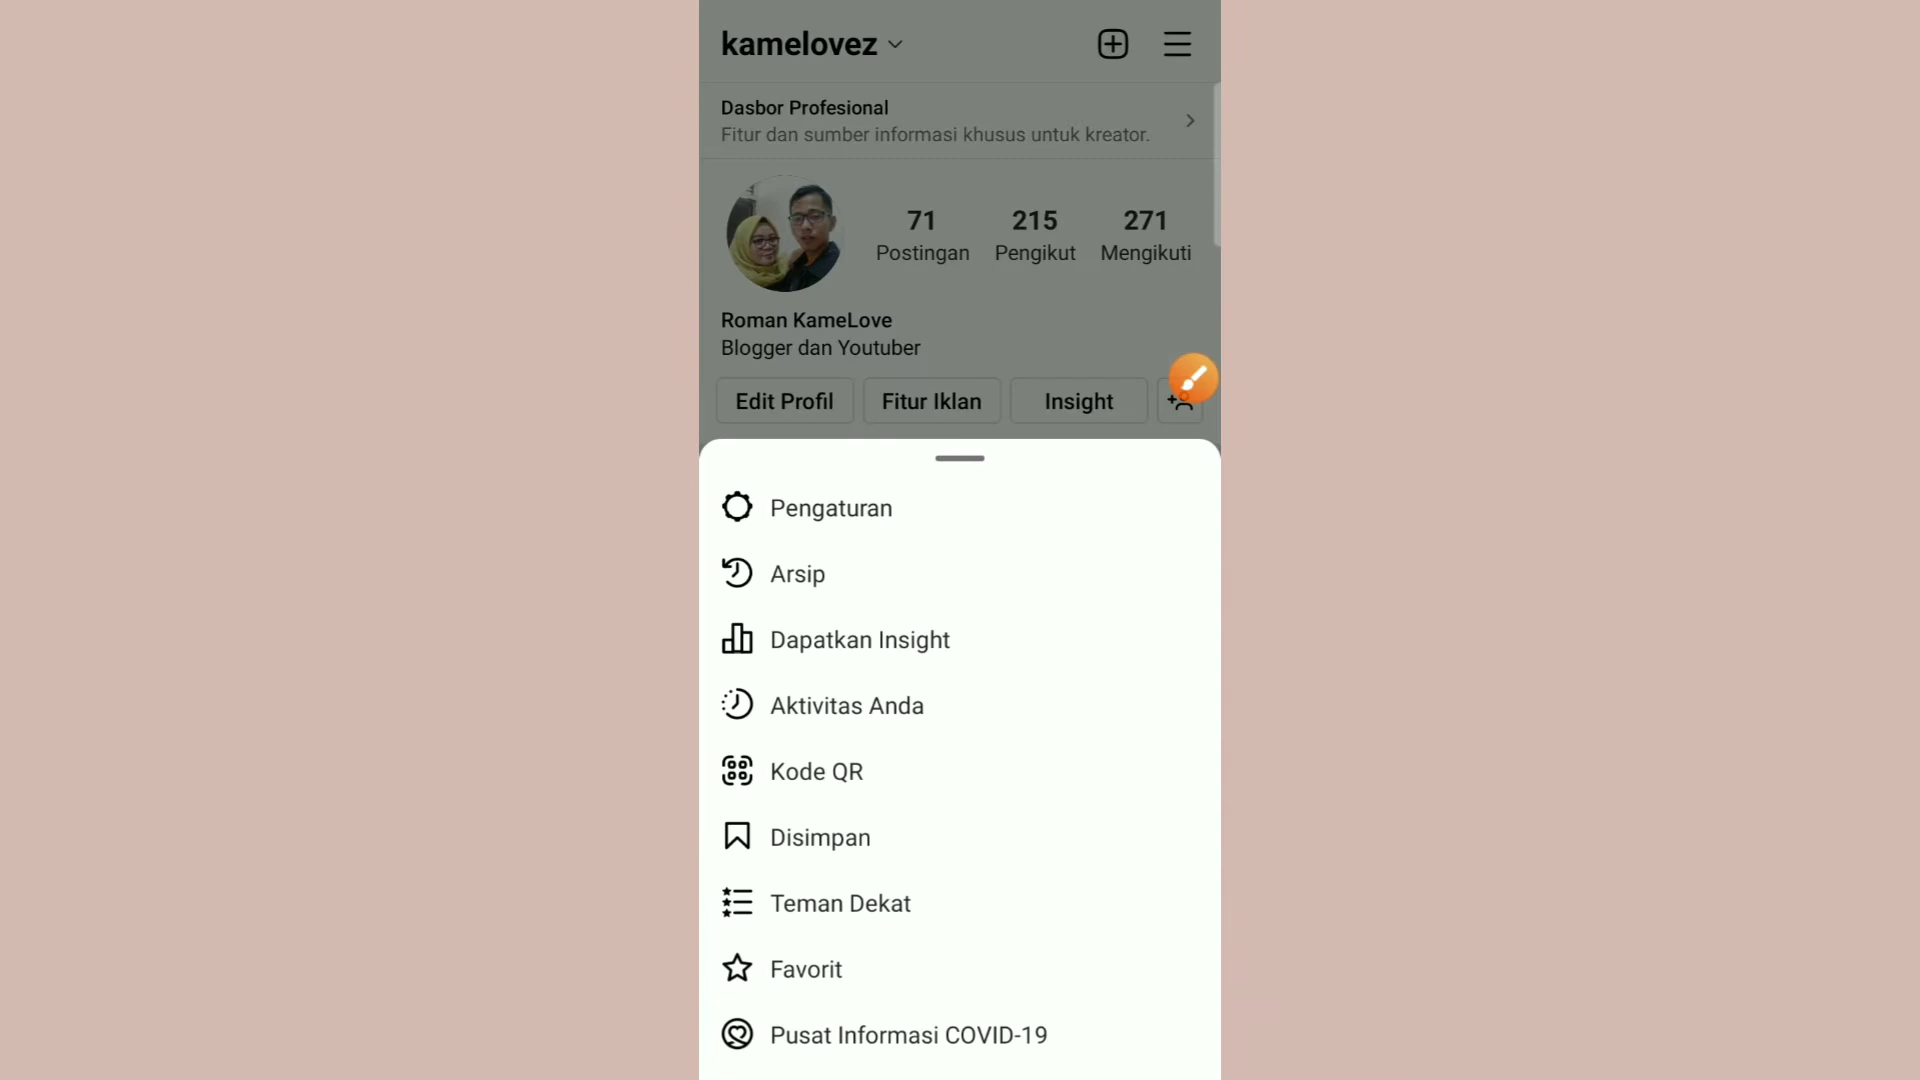 kamelovez
Dasbor Profesional
Fitur dan sumber informasi khusus untuk kreator.
71 215 271
Postingan Pengikut Mengikuti
Roman KameLove
Blogger dan Youtuber
Edit Profil Fitur Iklan Insight
Pengaturan
Arsip
Dapatkan Insight
Aktivitas Anda
Kode QR
Disimpan
Teman Dekat
Favorit
Pusat Informasi COVID-19